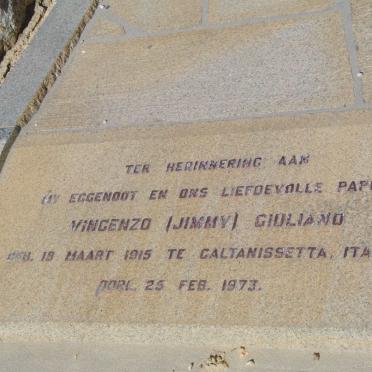 TER HERINNERING AAN
MY EGGENOOT EN ONS LIEFDEVOLLE PAP
VINCENZO (JIMMY) GIULIANO
GEB. 18 MAART 1915 TE CALTANISSETTA, ITA
OORL. 25 FEB. 1973.